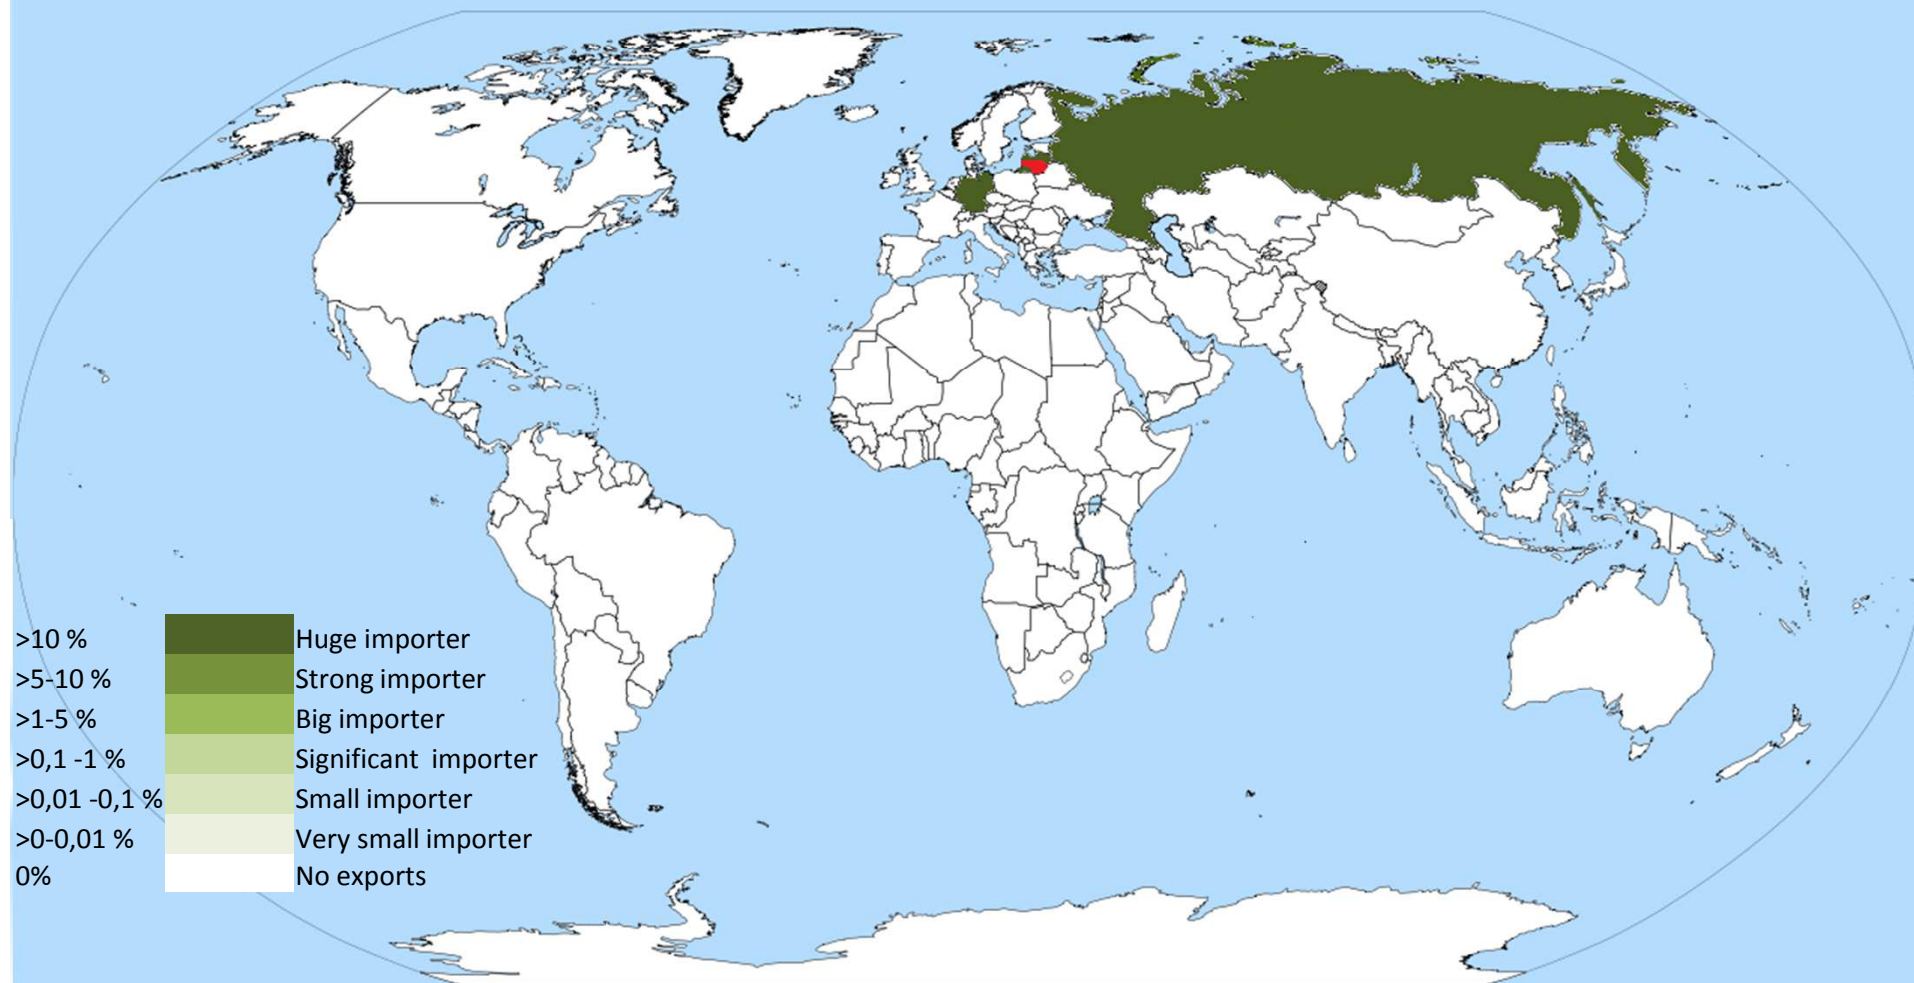 >10 % Huge importer
>5-10 % Strong importer
>1-5 % Big importer
>0,1 -1 % Significant  importer
>0,01 -0,1 % Small importer
>0-0,01 % Very small importer
0% No exports